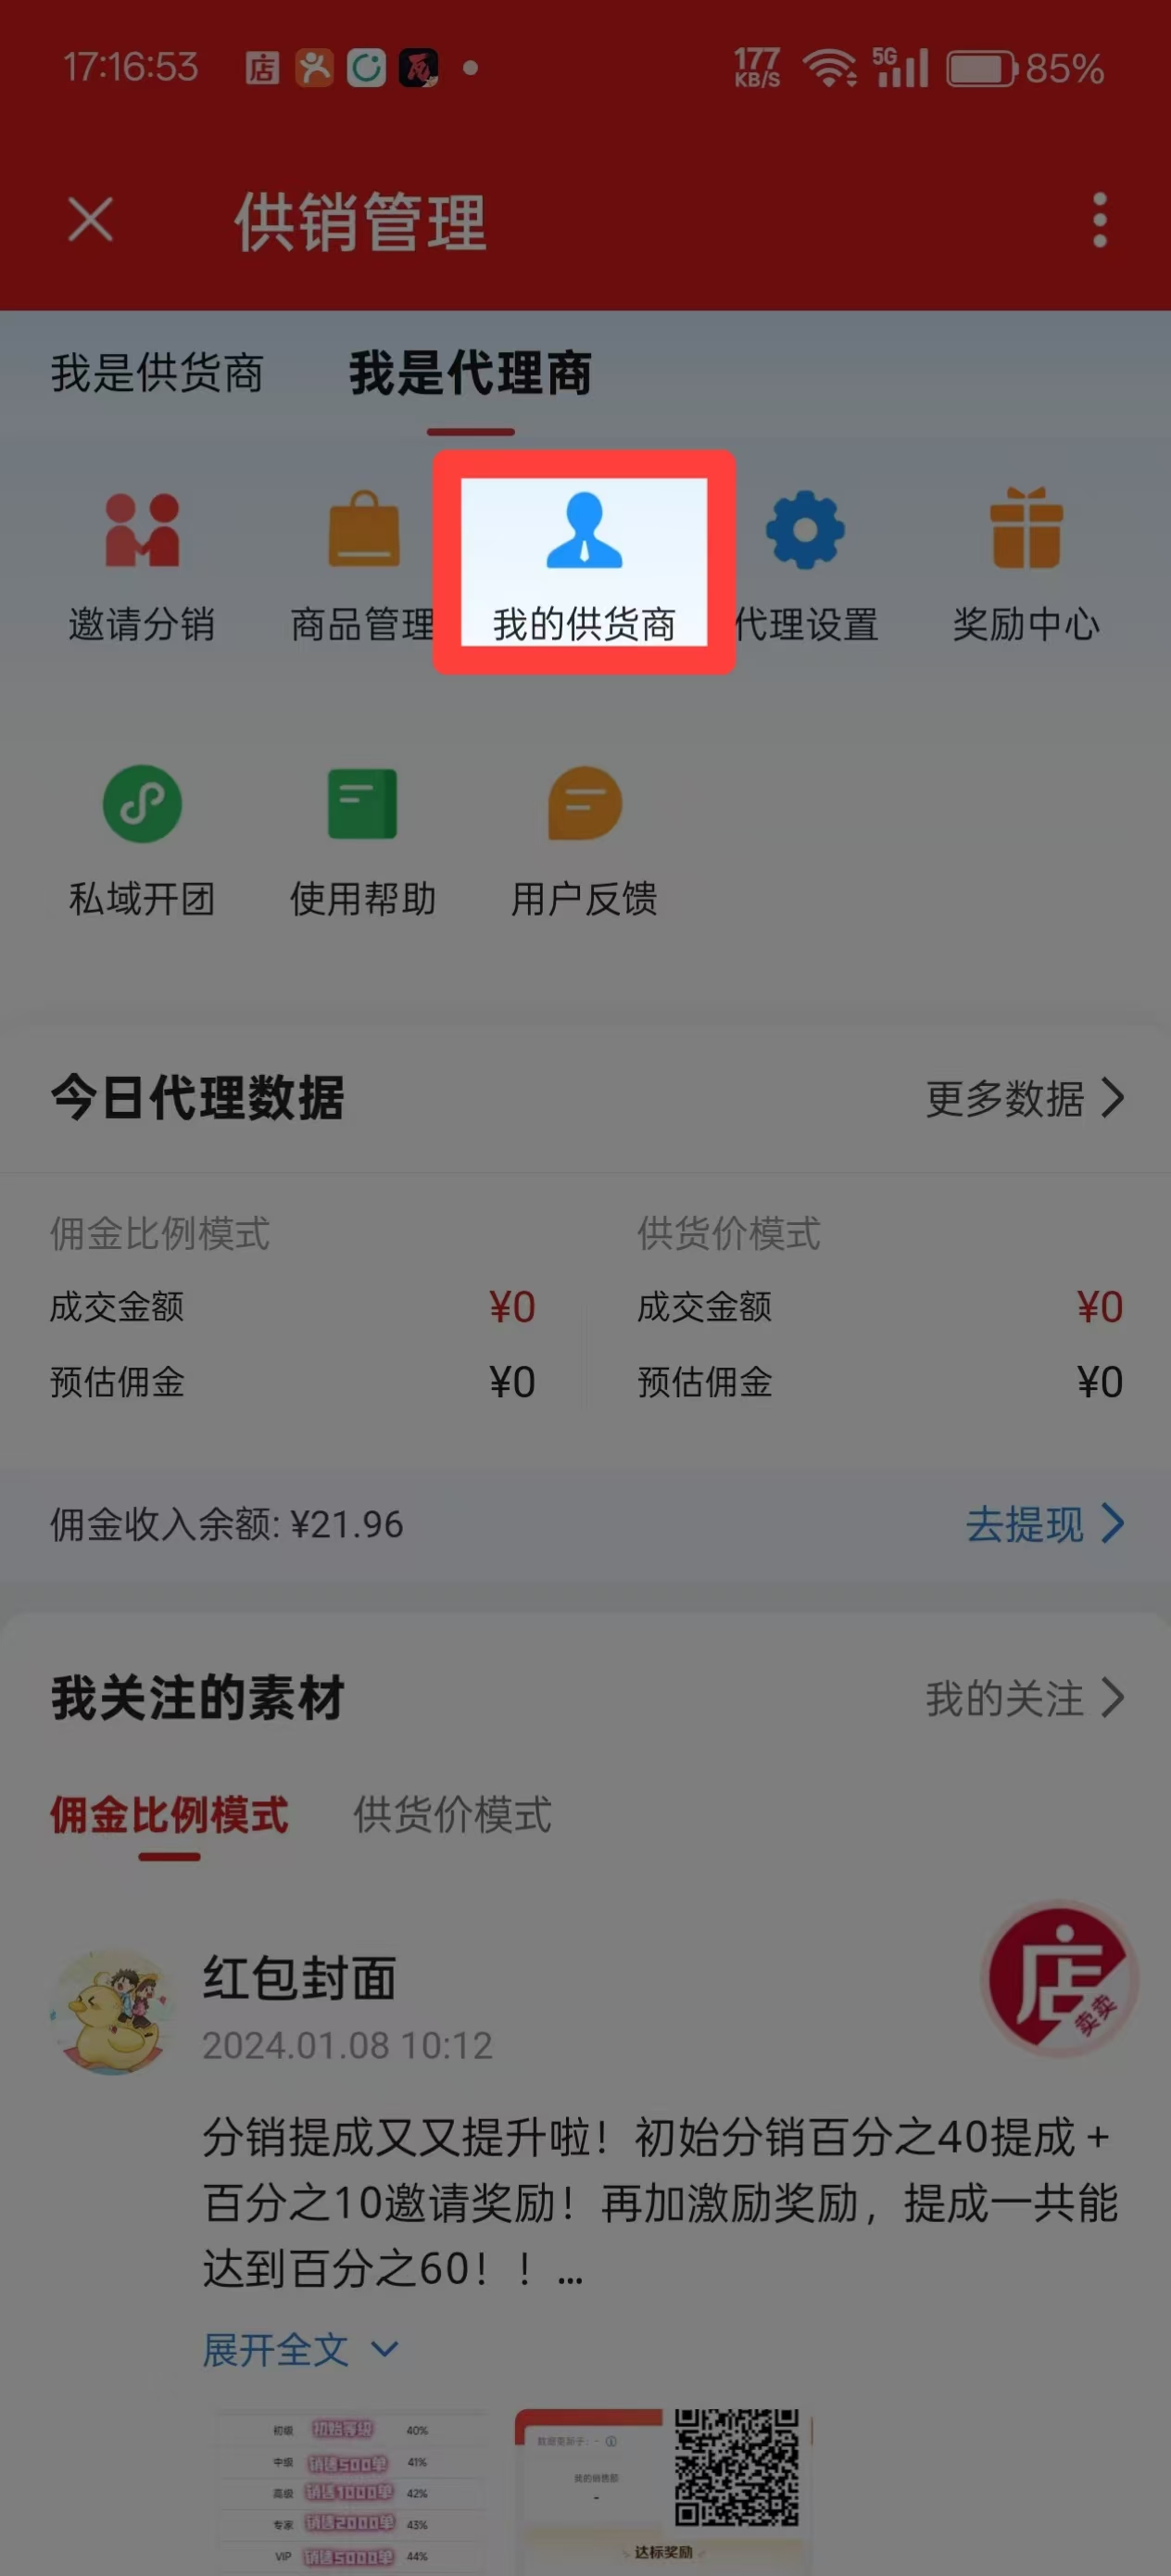 17:16:53 店 177 KB/S 5G 85%
供销管理
我是供货商 我是代理商
邀请分销 商品管理 我的供货商 代理设置 奖励中心
私域开团 使用帮助 用户反馈
今日代理数据 更多数据
佣金比例模式 供货价模式
成交金额 ¥0 成交金额 ¥0
预估佣金 ¥0 预估佣金 ¥0
佣金收入余额: ¥21.96 去提现
我关注的素材 我的关注
佣金比例模式 供货价模式
红包封面
2024.01.08 10:12
店
卖卖
分销提成又又提升啦！初始分销百分之40提成+
百分之10邀请奖励！再加激励奖励，提成一共能
达到百分之60！！...
展开全文
初级 初始等级 40%
中级 销售500单 41%
高级 销售1000单 42%
专家 销售2000单 43%
VIP 销售5000单 44%
数据更新于：-
我的销售额
-
达标奖励